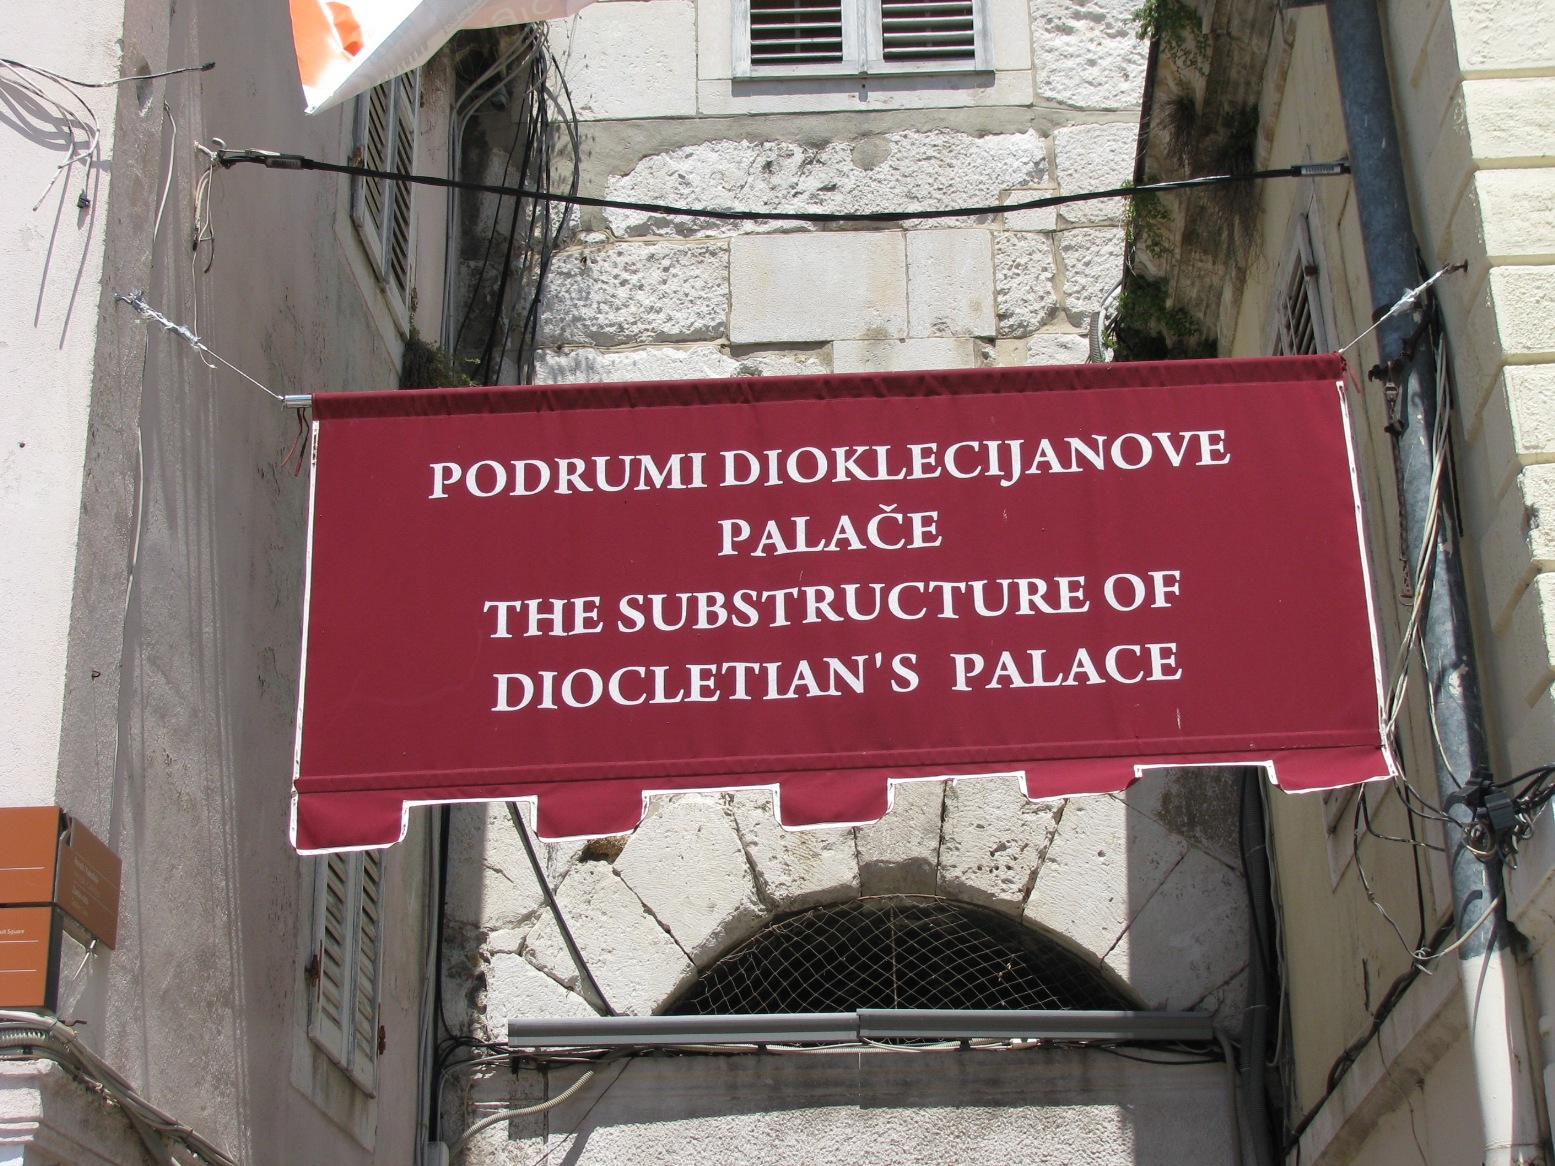 PODRUMI DIOKLECIJANOVE
PALAČE
THE SUBSTRUCTURE OF
DIOCLETIAN'S PALACE